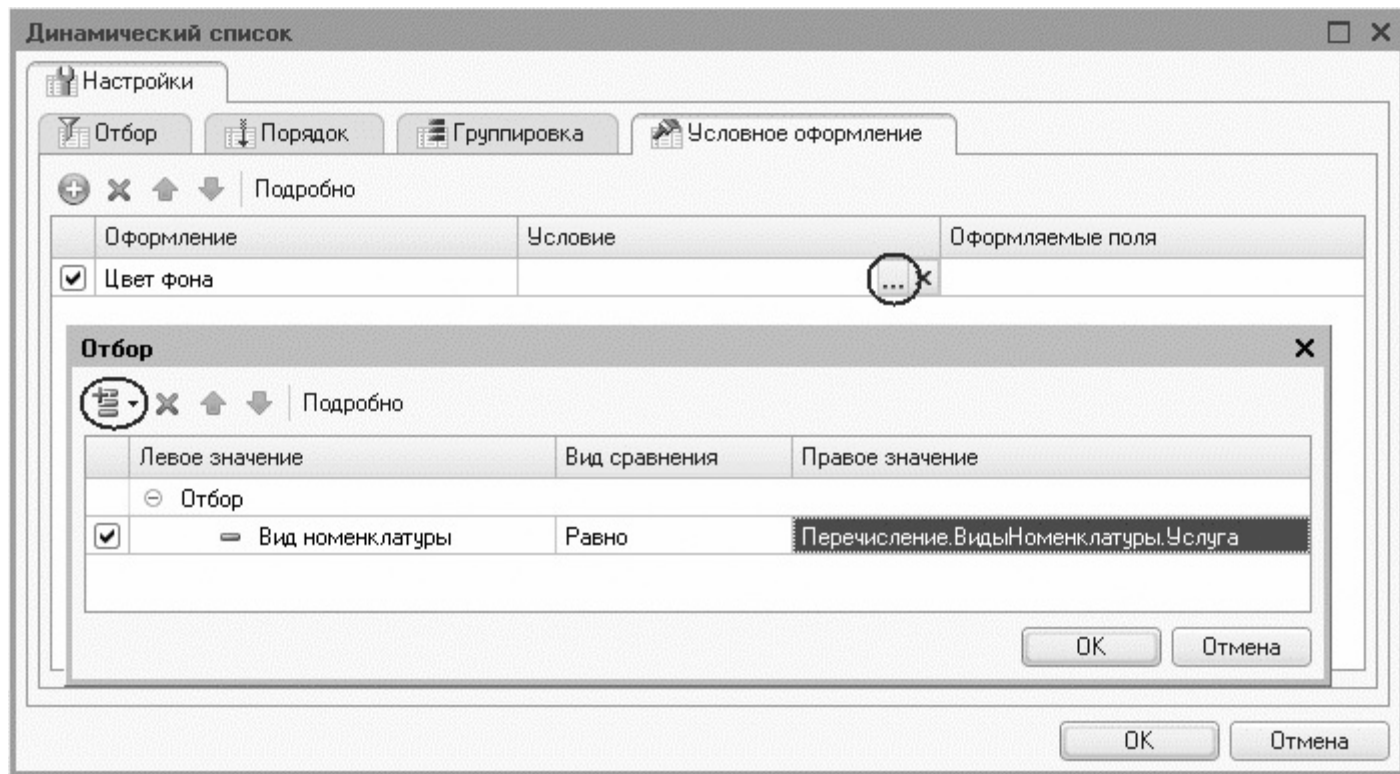 Динамический список
Настройки
Отбор Порядок Группировка Условное оформление
Подробно
Оформление Условие Оформляемые поля
Цвет фона ...
Отбор
Подробно
Левое значение Вид сравнения Правое значение
Отбор
Вид номенклатуры Равно Перечисление.ВидыНоменклатуры.Услуга
OK Отмена
OK Отмена